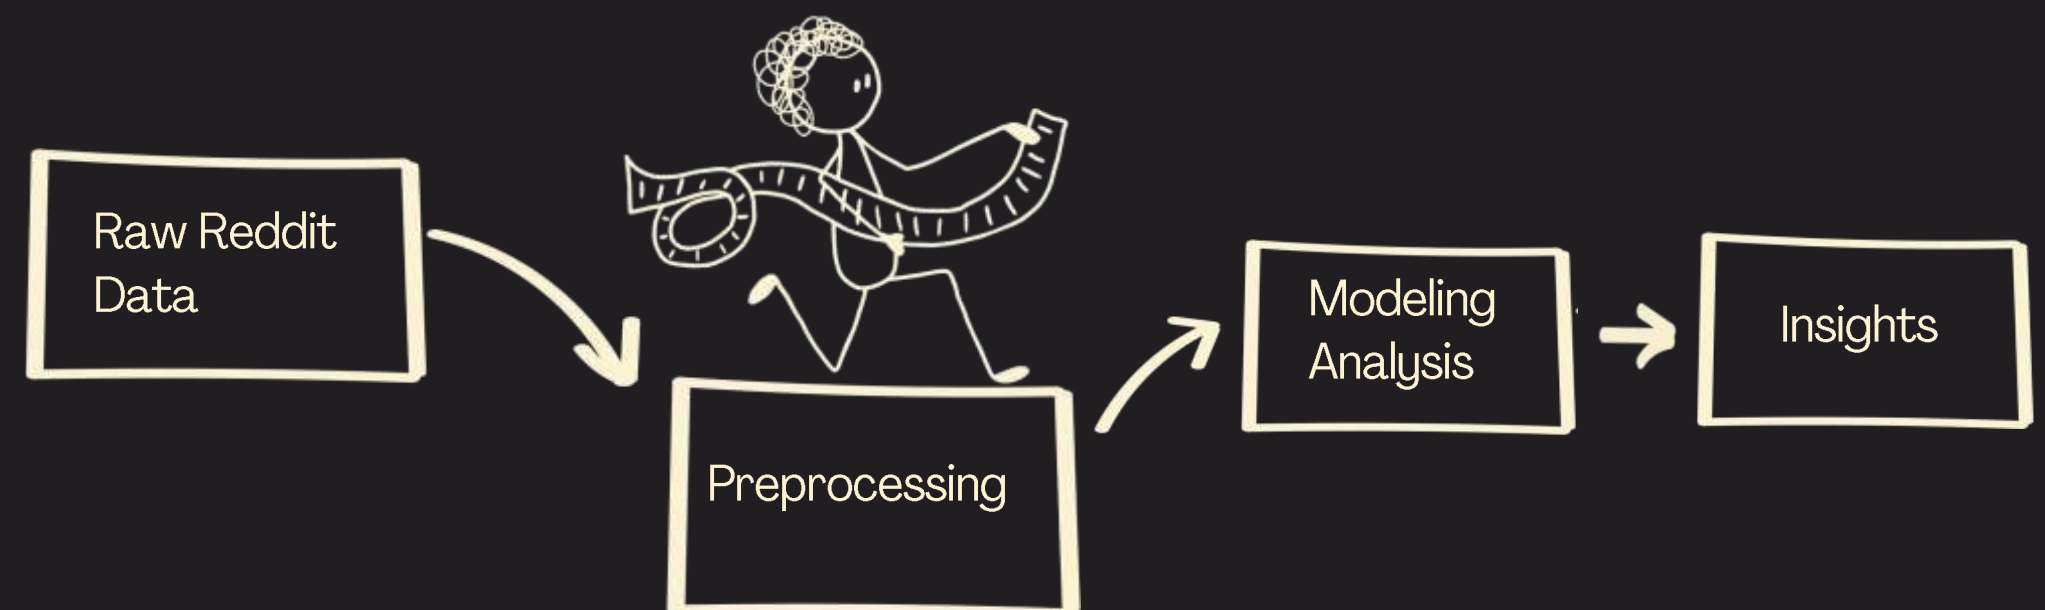 Raw Reddit
Data
Preprocessing
Modeling
Analysis
Insights